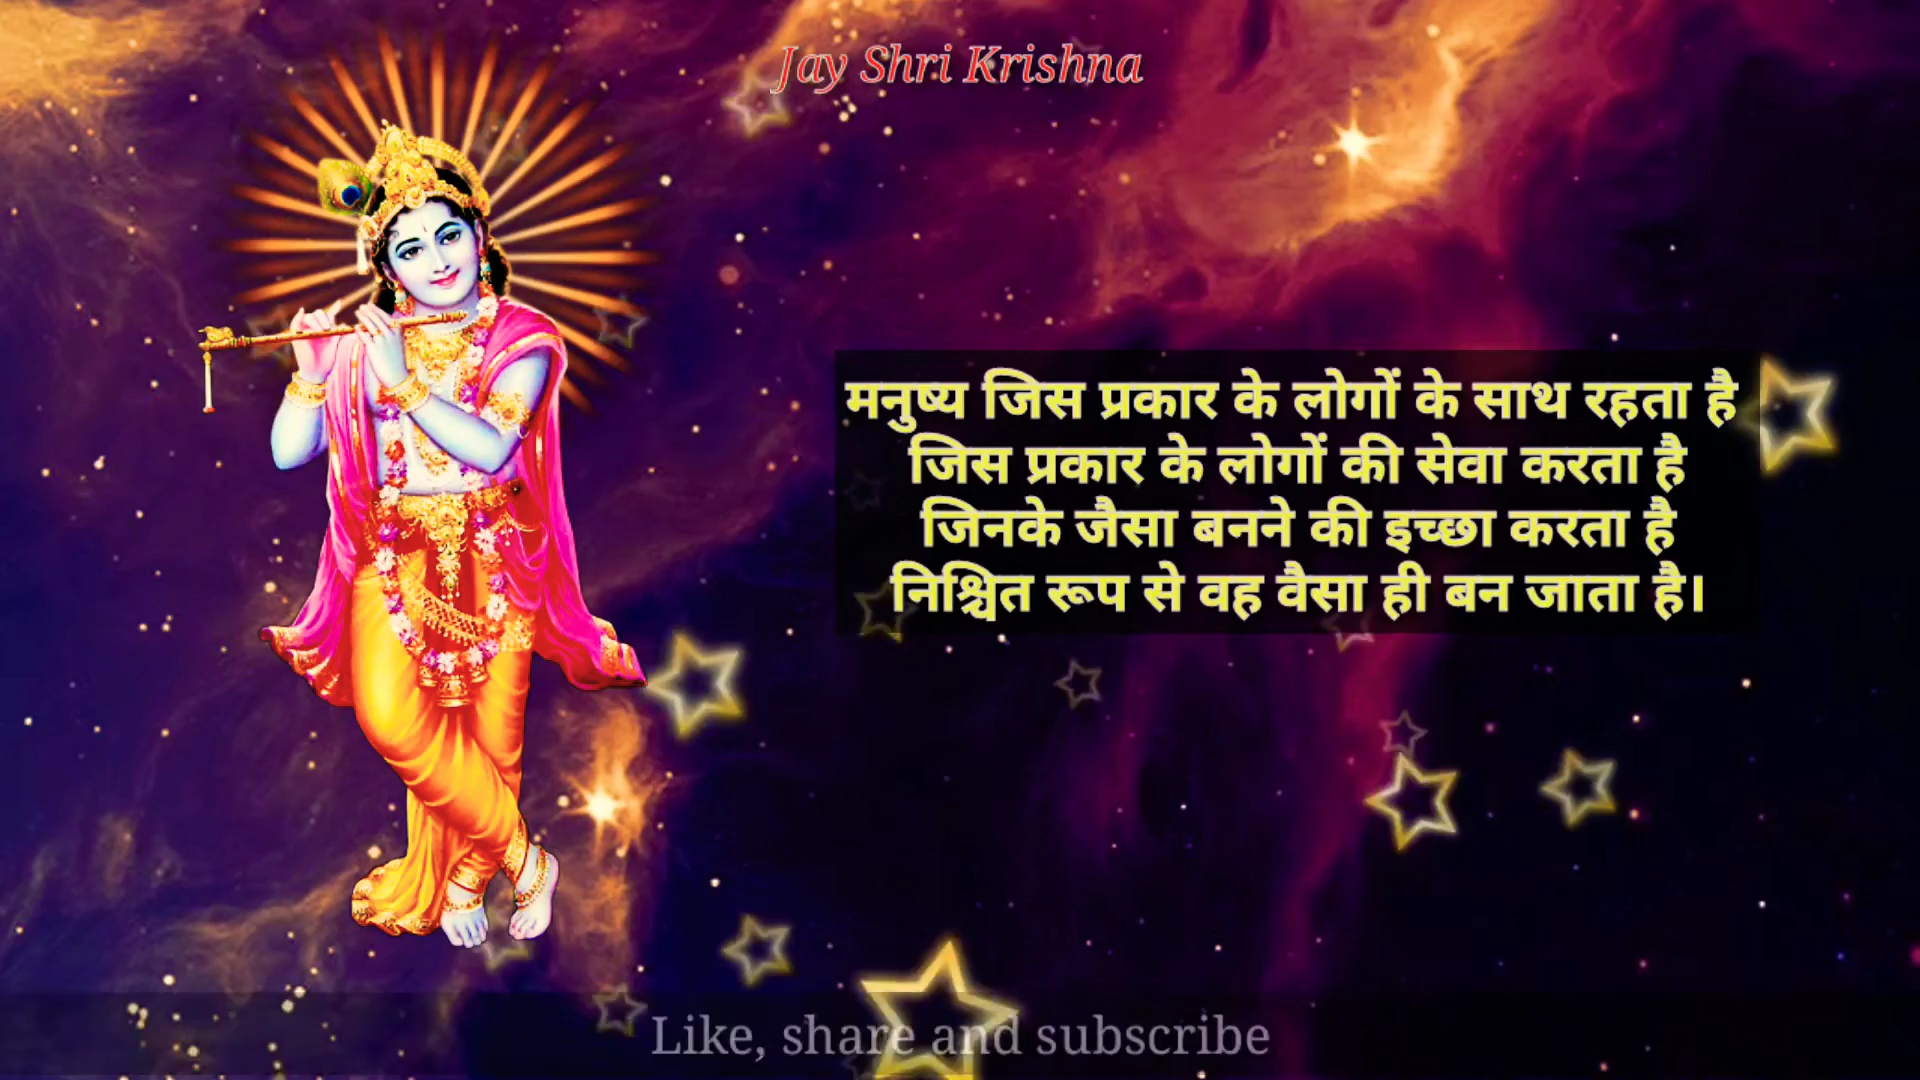 Jay Shri Krishna
मनुष्य जिस प्रकार के लोगों के साथ रहता है
जिस प्रकार के लोगों की सेवा करता है
जिनके जैसा बनने की इच्छा करता है
निश्चित रूप से वह वैसा ही बन जाता है।
Like, share and subscribe